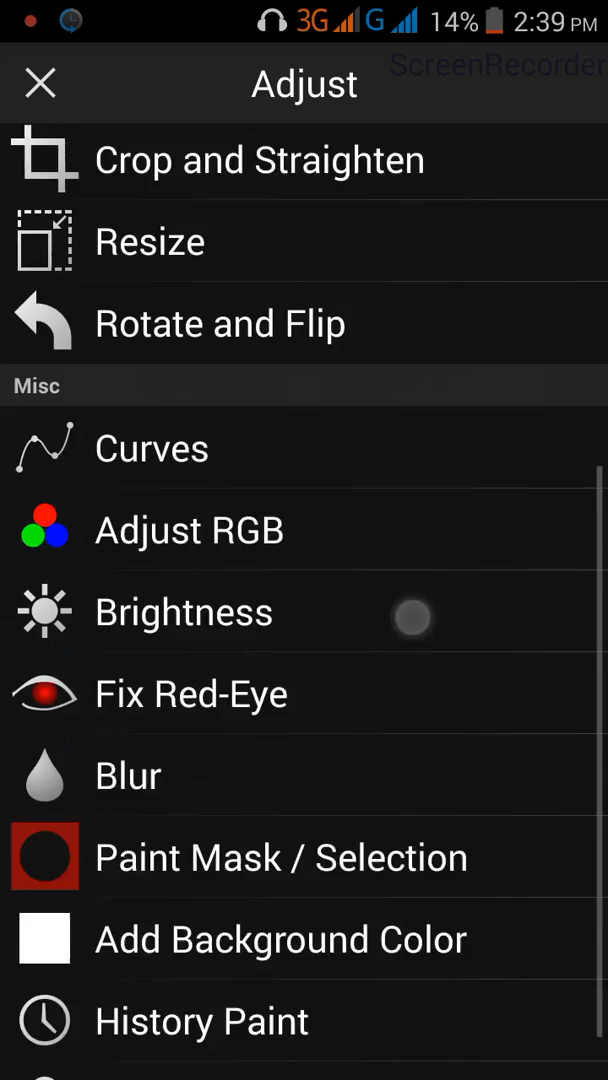 3G G 14% 2:39 PM
ScreenRecorder
Adjust
Crop and Straighten
Resize
Rotate and Flip
Misc
Curves
Adjust RGB
Brightness
Fix Red-Eye
Blur
Paint Mask / Selection
Add Background Color
History Paint